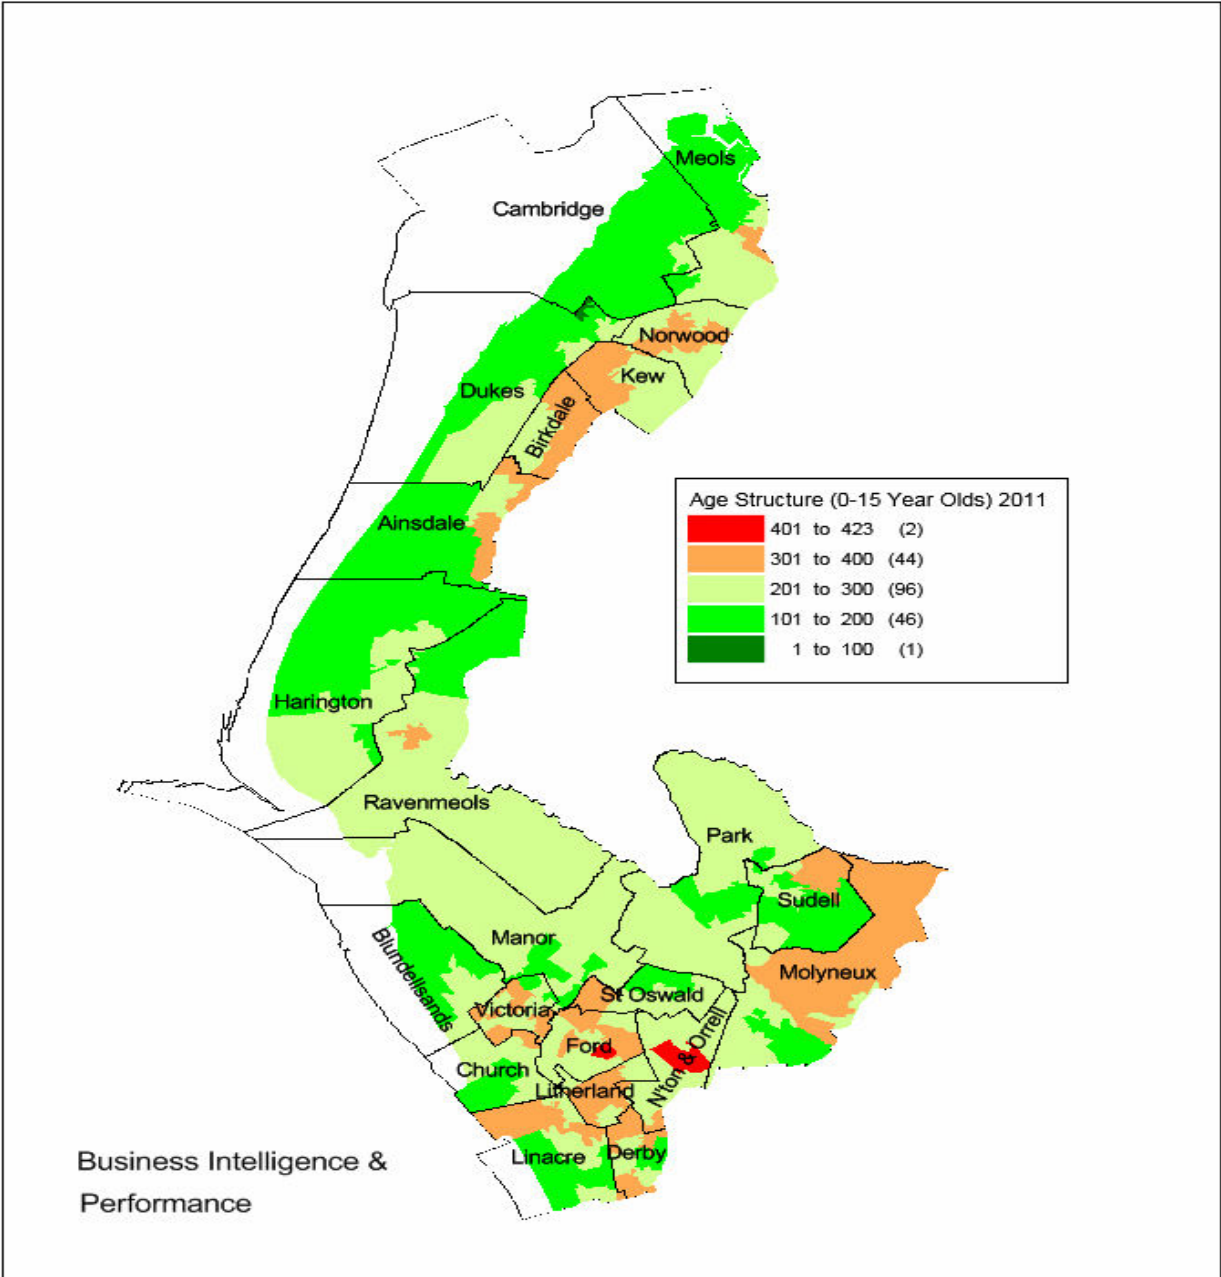 Meols
Cambridge
Norwood
Kew
Dukes
Birkdale
Age Structure (0-15 Year Olds) 2011
401 to 423 (2)
301 to 400 (44)
201 to 300 (96)
101 to 200 (46)
1 to 100 (1)
Ainsdale
Harington
Ravenmeols
Park
Sudell
Manor
Blundellsands
Molyneux
St Oswald
Victoria
Ford
N'ton & Orrell
Church
Litherland
Linacre
Derby
Business Intelligence &
Performance